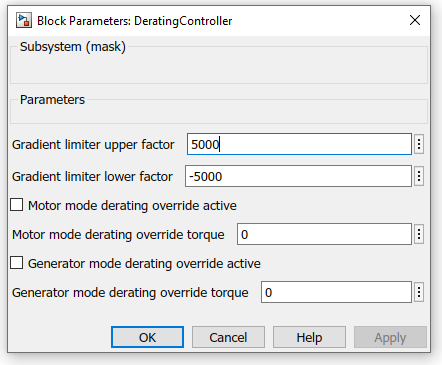 Block Parameters: DeratingController
Subsystem (mask)
Parameters
Gradient limiter upper factor 5000
Gradient limiter lower factor -5000
Motor mode derating override active
Motor mode derating override torque 0
Generator mode derating override active
Generator mode derating override torque 0
OK Cancel Help Apply